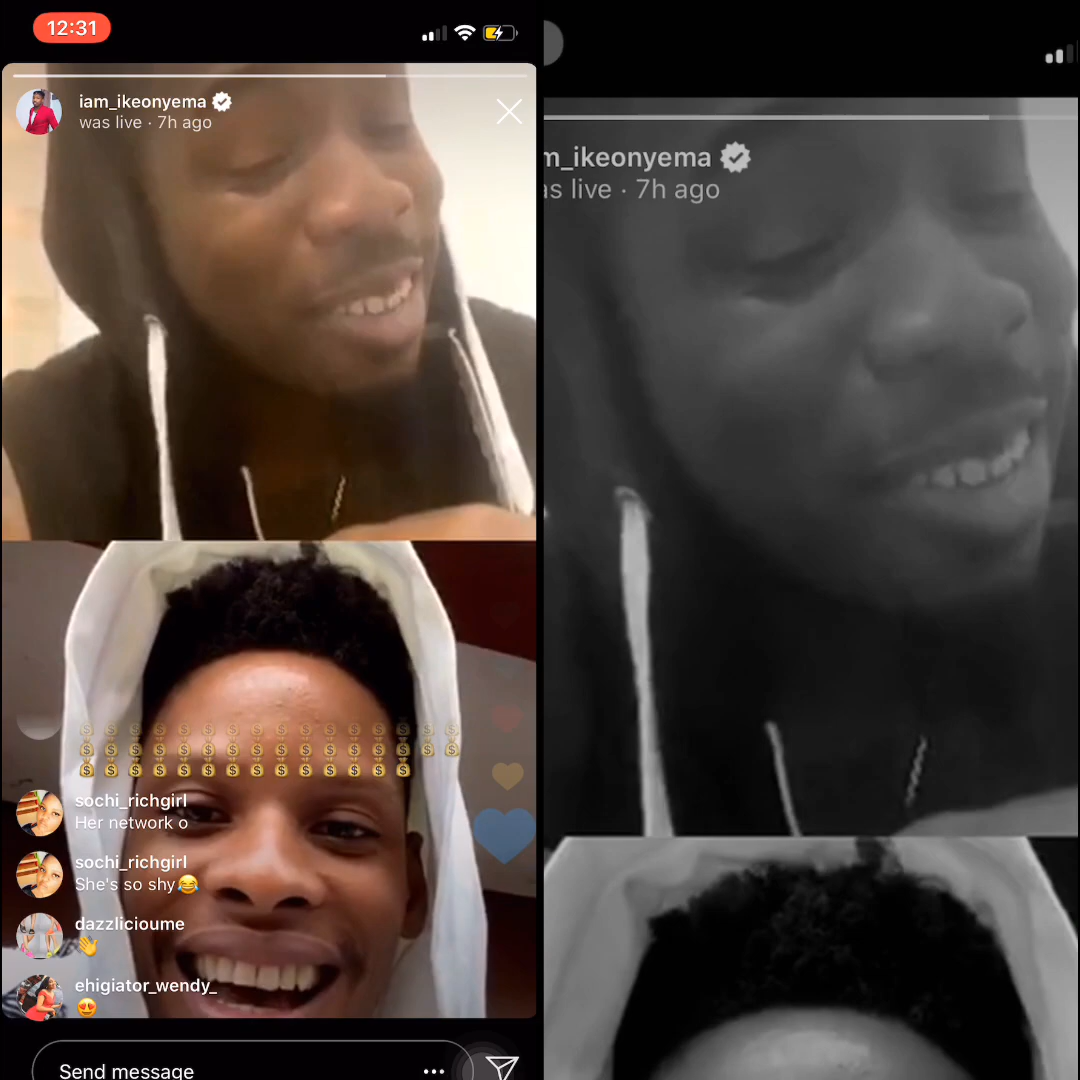 12:31
iam_ikeonyema
was live · 7h ago
sochi_richgirl
Her network o
sochi_richgirl
She's so shy😂
dazzlicioume
👋
ehigiator_wendy_
😍
Send message
m_ikeonyema
as live · 7h ago